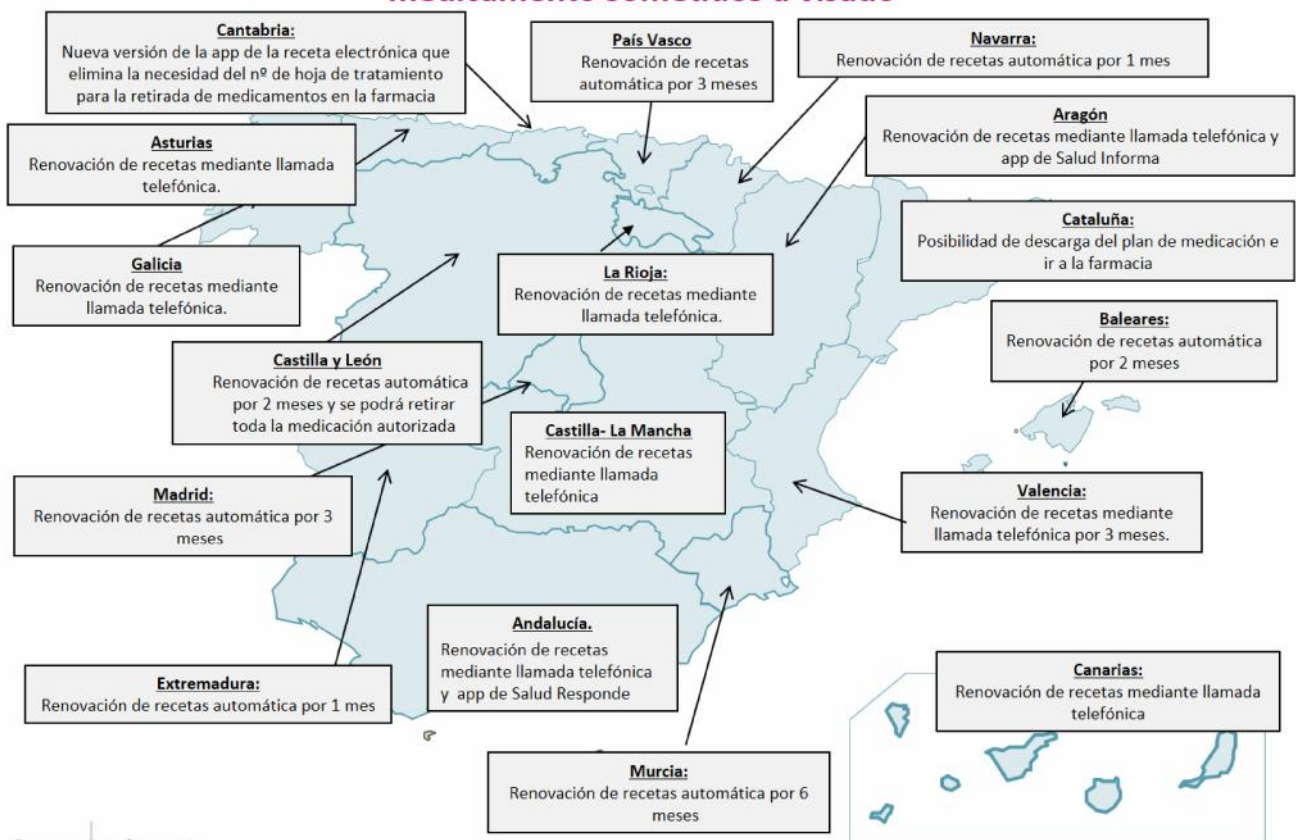 medicamento sometidos a visado
Cantabria:
Nueva versión de la app de la receta electrónica que
elimina la necesidad del nº de hoja de tratamiento
para la retirada de medicamentos en la farmacia
País Vasco
Renovación de recetas
automática por 3 meses
Navarra:
Renovación de recetas automática por 1 mes
Asturias
Renovación de recetas mediante llamada
telefónica.
Aragón
Renovación de recetas mediante llamada telefónica y
app de Salud Informa
Galicia
Renovación de recetas mediante
llamada telefónica.
La Rioja:
Renovación de recetas mediante
llamada telefónica.
Cataluña:
Posibilidad de descarga del plan de medicación e
ir a la farmacia
Baleares:
Renovación de recetas automática
por 2 meses
Castilla y León
Renovación de recetas automática
por 2 meses y se podrá retirar
toda la medicación autorizada
Castilla- La Mancha
Renovación de recetas
mediante llamada
telefónica
Madrid:
Renovación de recetas automática por 3
meses
Valencia:
Renovación de recetas mediante
llamada telefónica por 3 meses.
Andalucía.
Renovación de recetas
mediante llamada telefónica
y app de Salud Responde
Extremadura:
Renovación de recetas automática por 1 mes
Canarias:
Renovación de recetas mediante llamada
telefónica
Murcia:
Renovación de recetas automática por 6
meses